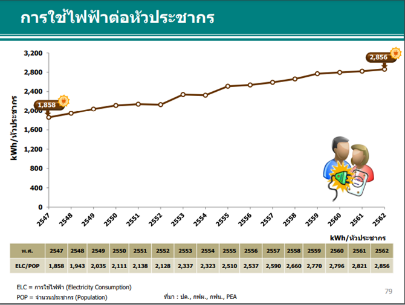 การใช้ไฟฟ้าต่อหัวประชากร
kWh/หัวประชากร
3,200
2,800
2,400
2,000
1,600
1,200
800
400
0
1,858
2,856
2547 2548 2549 2550 2551 2552 2553 2554 2555 2556 2557 2558 2559 2560 2561 2562
kWh/หัวประชากร
พ.ศ. 2547 2548 2549 2550 2551 2552 2553 2554 2555 2556 2557 2558 2559 2560 2561 2562
ELC/POP 1,858 1,943 2,035 2,111 2,138 2,128 2,337 2,323 2,510 2,537 2,590 2,660 2,770 2,796 2,821 2,856
ELC = การใช้ไฟฟ้า (Electricity Consumption)
POP = จำนวนประชากร (Population)
ที่มา : ปค., กฟผ., กฟน., PEA
79